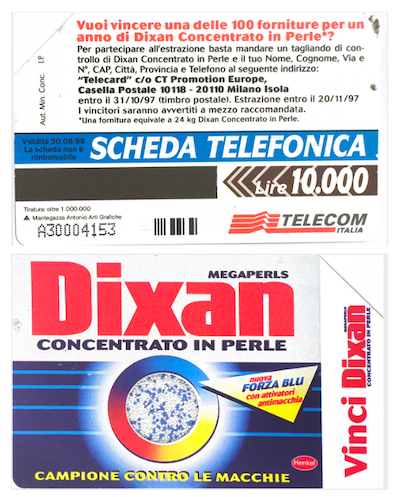 Vuoi vincere una delle 100 forniture per un
anno di Dixan Concentrato in Perle*?
Per partecipare all'estrazione basta mandare un tagliando di con-
trollo di Dixan Concentrato in Perle e il tuo Nome, Cognome, Via e
N°, CAP, Città, Provincia e Telefono al seguente indirizzo:
"Telecard" c/o CT Promotion Europe,
Casella Postale 10118 - 20110 Milano Isola
entro il 31/10/97 (timbro postale). Estrazione entro il 20/11/97
I vincitori saranno avvertiti a mezzo raccomandata.
*Una fornitura equivale a 24 kg Dixan Concentrato in Perle.
Aut. Min. Conc. LP
Validità 30.06.99
La scheda non è
rimborsabile
SCHEDA TELEFONICA
Lire 10.000
Tiratura: oltre 1.000.000
Mantegazza Antonio Arti Grafiche
A30004153
TELECOM
ITALIA
MEGAPERLS
Dixan
CONCENTRATO IN PERLE
nuova
FORZA BLU
con attivatori
antimacchia
CAMPIONE CONTRO LE MACCHIE
Henkel
Vinci Dixan
MEGAPERLS
CONCENTRATO IN PERLE